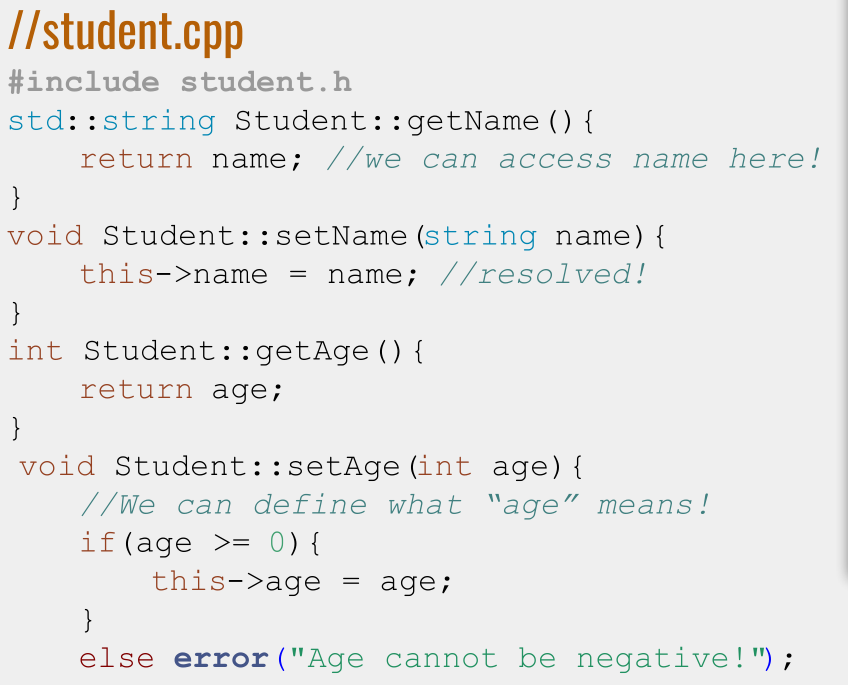 //student.cpp
#include student.h
std::string Student::getName(){
    return name; //we can access name here!
}
void Student::setName(string name){
    this->name = name; //resolved!
}
int Student::getAge(){
    return age;
}
void Student::setAge(int age){
    //We can define what “age” means!
    if(age >= 0){
        this->age = age;
    }
    else error("Age cannot be negative!");